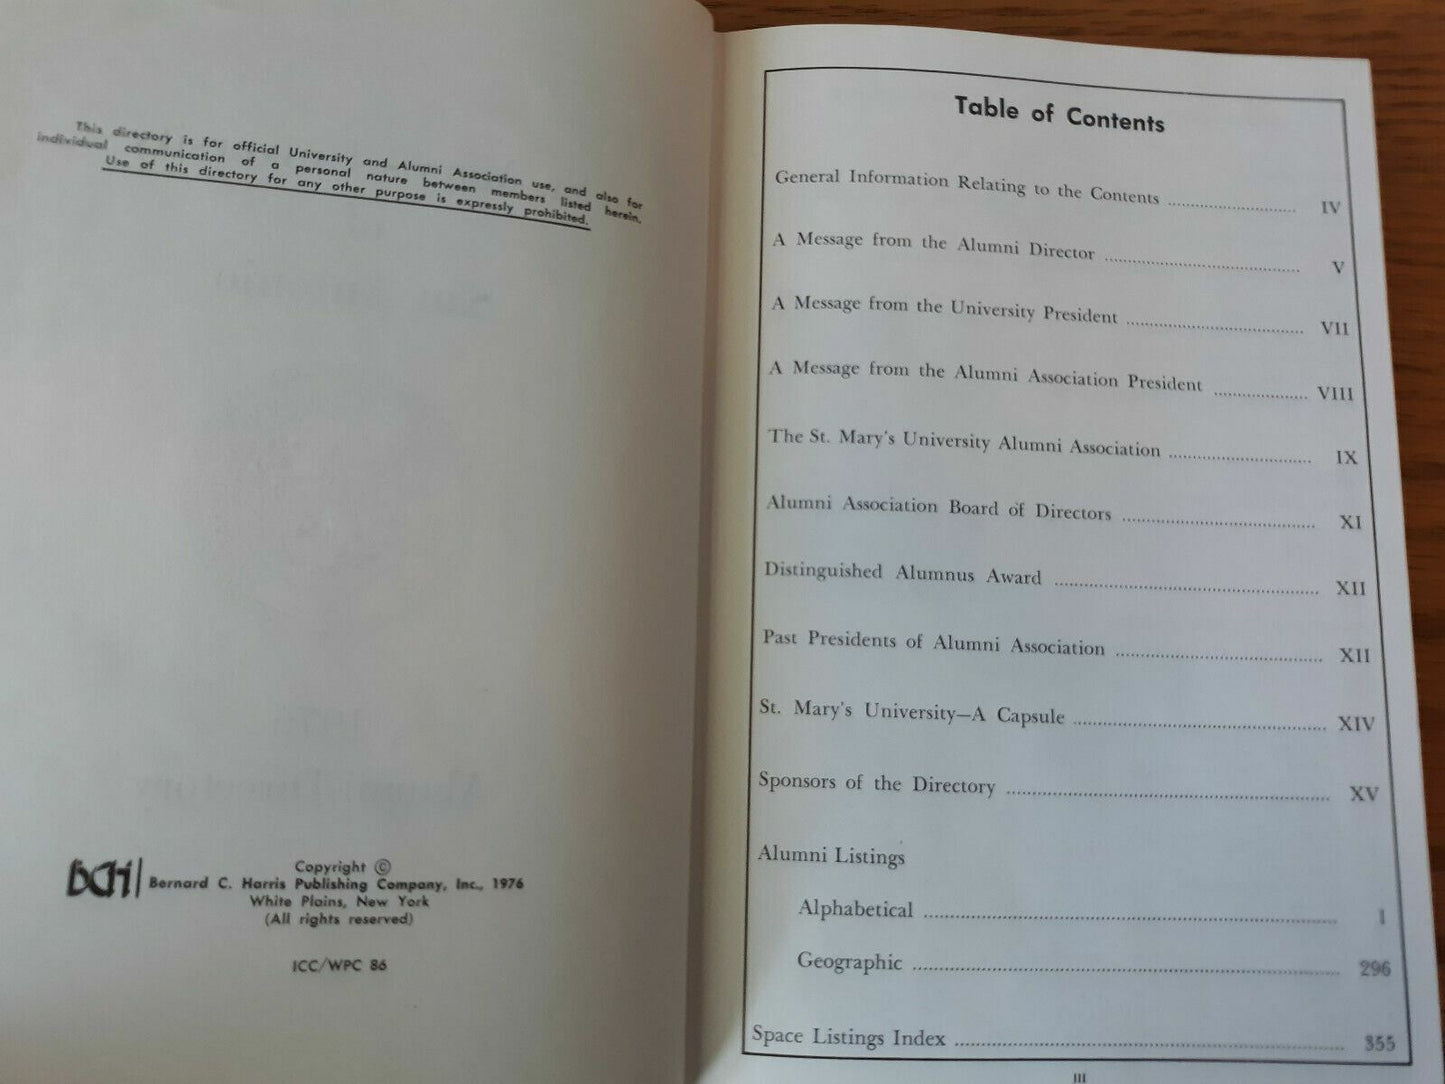 This directory is for official University and Alumni Association use, and also for
individual communication of a personal nature between members listed herein.
Use of this directory for any other purpose is expressly prohibited.
bcH
Copyright ©
Bernard C. Harris Publishing Company, Inc., 1976
White Plains, New York
(All rights reserved)
ICC/WPC 86
Table of Contents
General Information Relating to the Contents ........................ IV
A Message from the Alumni Director ........................ V
A Message from the University President ........................ VII
A Message from the Alumni Association President ........................ VIII
The St. Mary's University Alumni Association ........................ IX
Alumni Association Board of Directors ........................ XI
Distinguished Alumnus Award ........................ XII
Past Presidents of Alumni Association ........................ XII
St. Mary's University—A Capsule ........................ XIV
Sponsors of the Directory ........................ XV
Alumni Listings
Alphabetical ........................ 1
Geographic ........................ 296
Space Listings Index ........................ 355
III